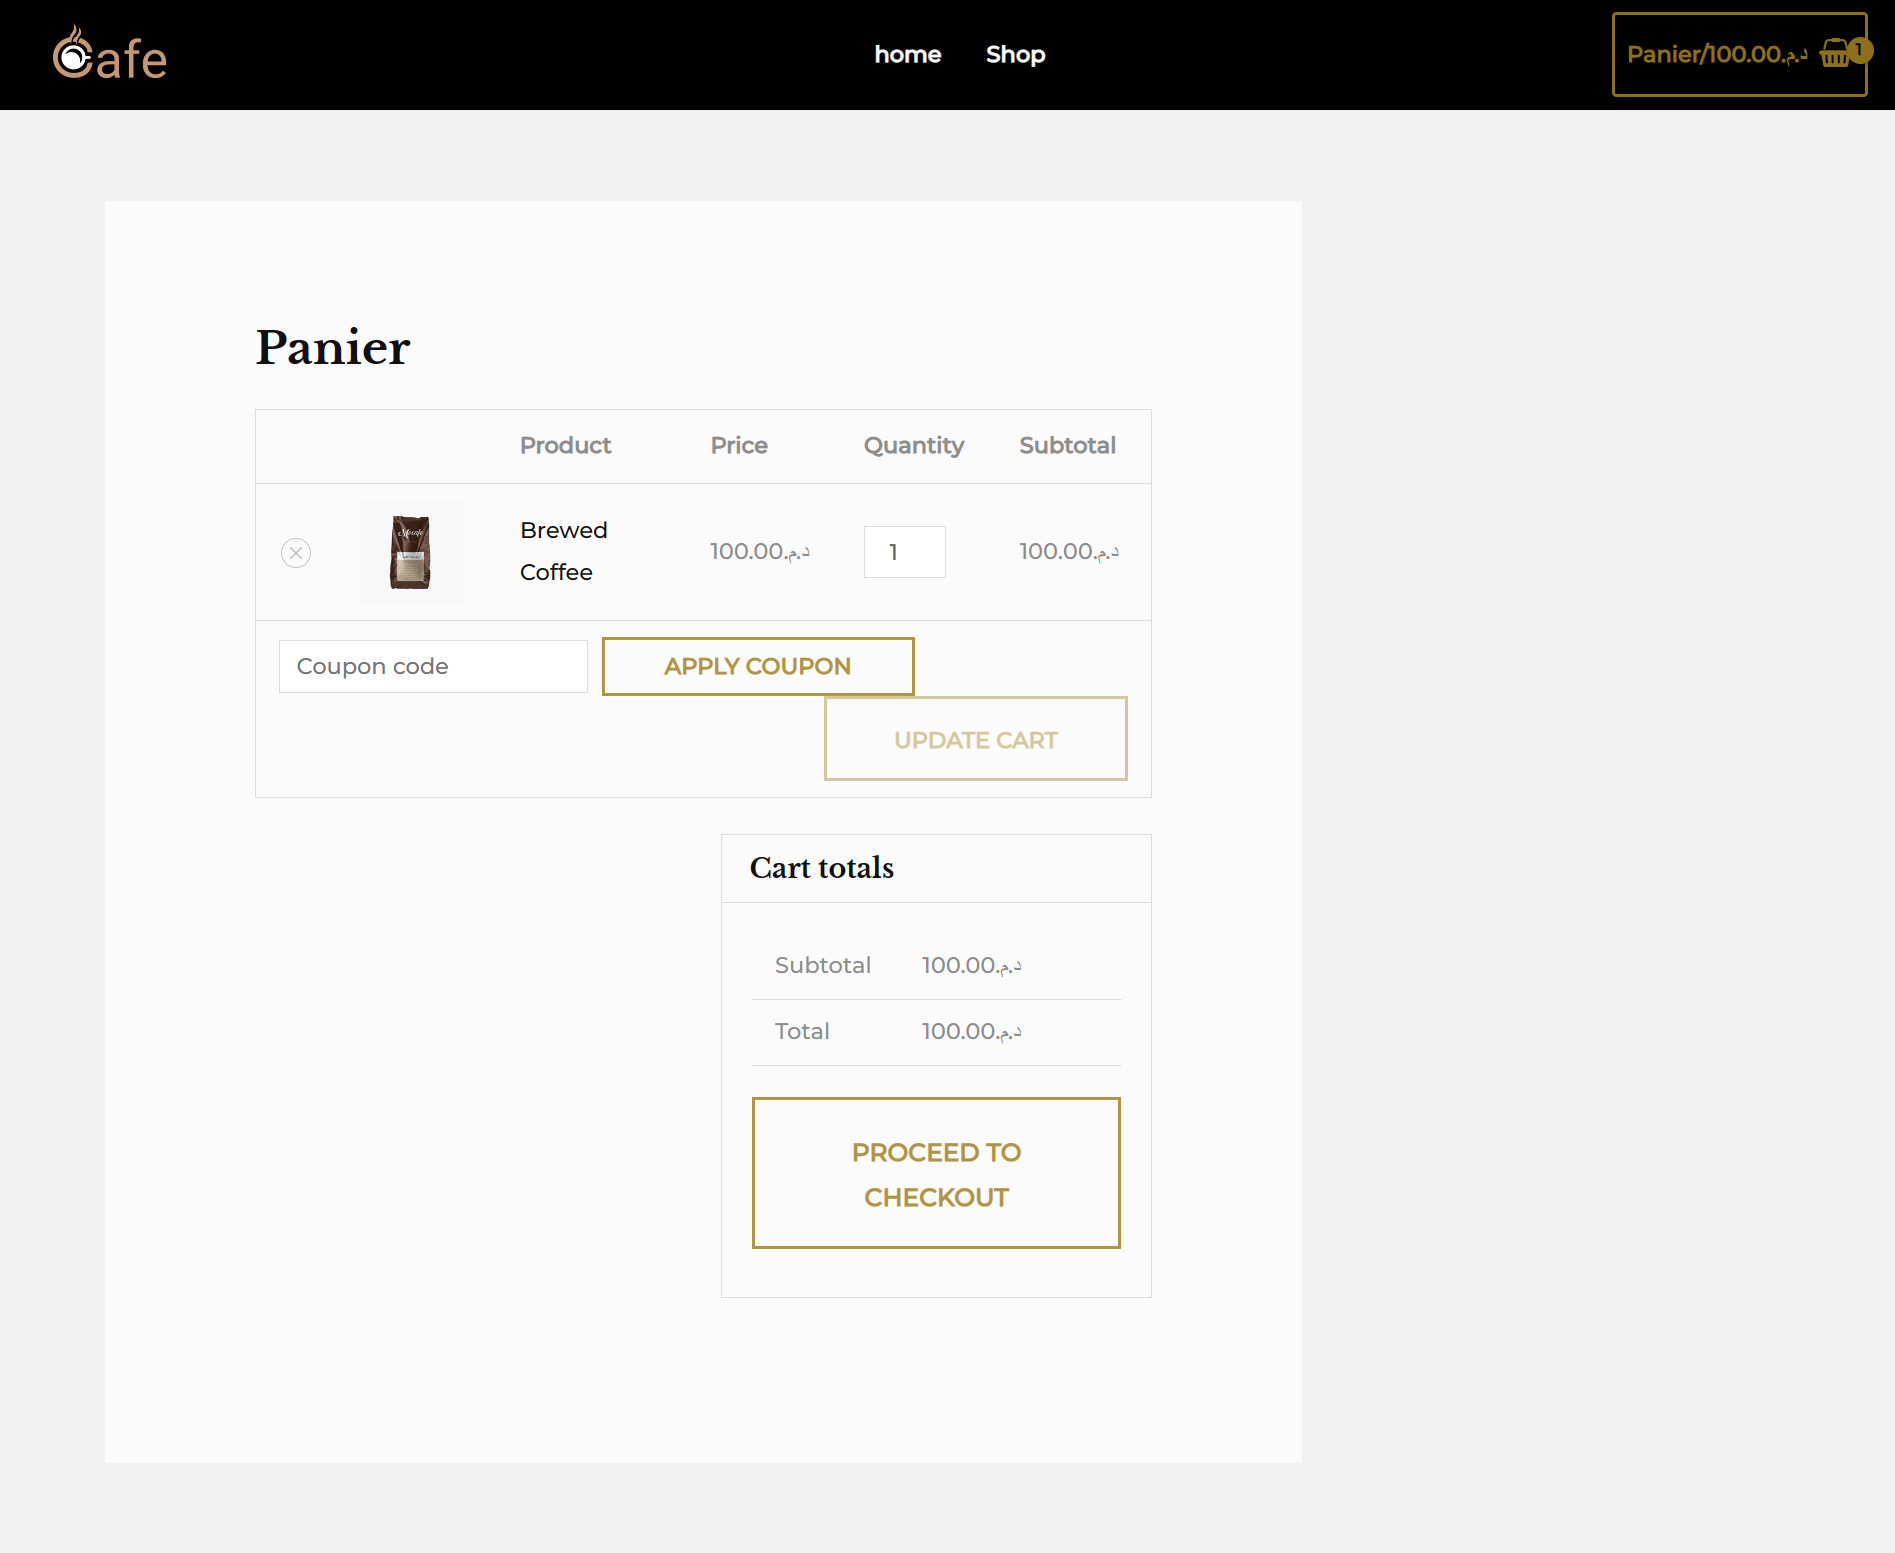 Cafe
home
Shop
Panier/100.00د.م.
1
Panier
Product Price Quantity Subtotal
Mocafe
Brewed
Coffee
100.00د.م.
1
100.00د.م.
Coupon code
APPLY COUPON
UPDATE CART
Cart totals
Subtotal 100.00د.م.
Total 100.00د.م.
PROCEED TO
CHECKOUT